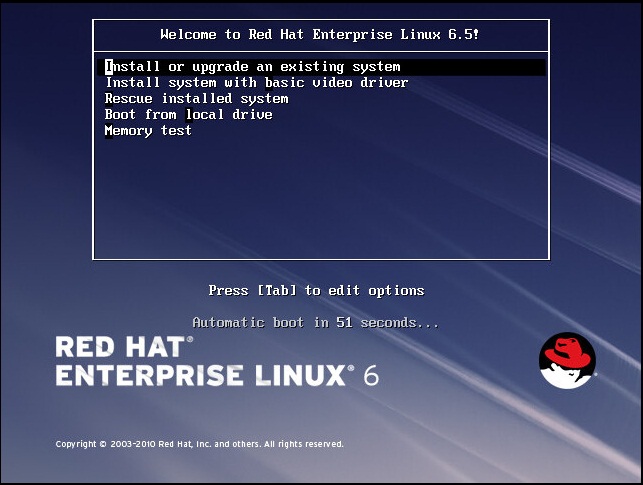 Welcome to Red Hat Enterprise Linux 6.5!
Install or upgrade an existing system
Install system with basic video driver
Rescue installed system
Boot from local drive
Memory test
Press [Tab] to edit options
Automatic boot in 51 seconds...
RED HAT®
ENTERPRISE LINUX® 6
Copyright © 2003-2010 Red Hat, Inc. and others. All rights reserved.